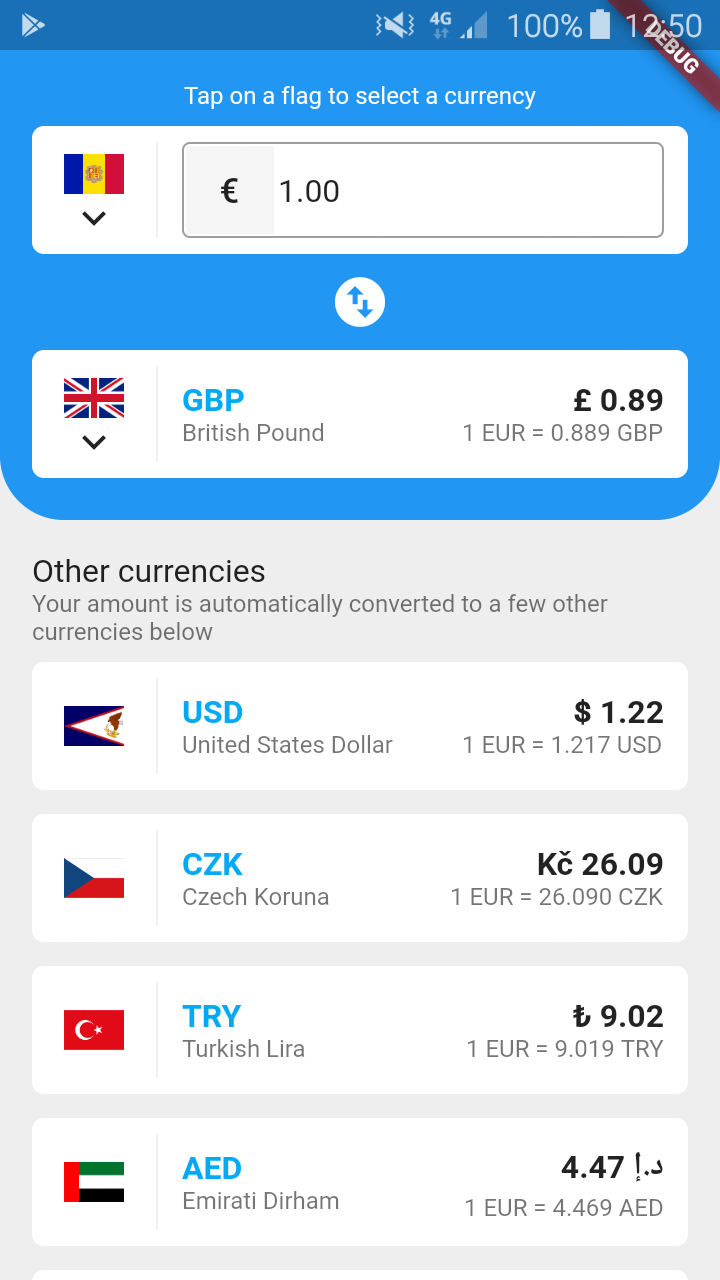 4G 100% 12:50
DEBUG
Tap on a flag to select a currency
€ 1.00
GBP £ 0.89
British Pound 1 EUR = 0.889 GBP
Other currencies
Your amount is automatically converted to a few other
currencies below
USD $ 1.22
United States Dollar 1 EUR = 1.217 USD
CZK Kč 26.09
Czech Koruna 1 EUR = 26.090 CZK
TRY ₺ 9.02
Turkish Lira 1 EUR = 9.019 TRY
AED 4.47 د.إ
Emirati Dirham 1 EUR = 4.469 AED